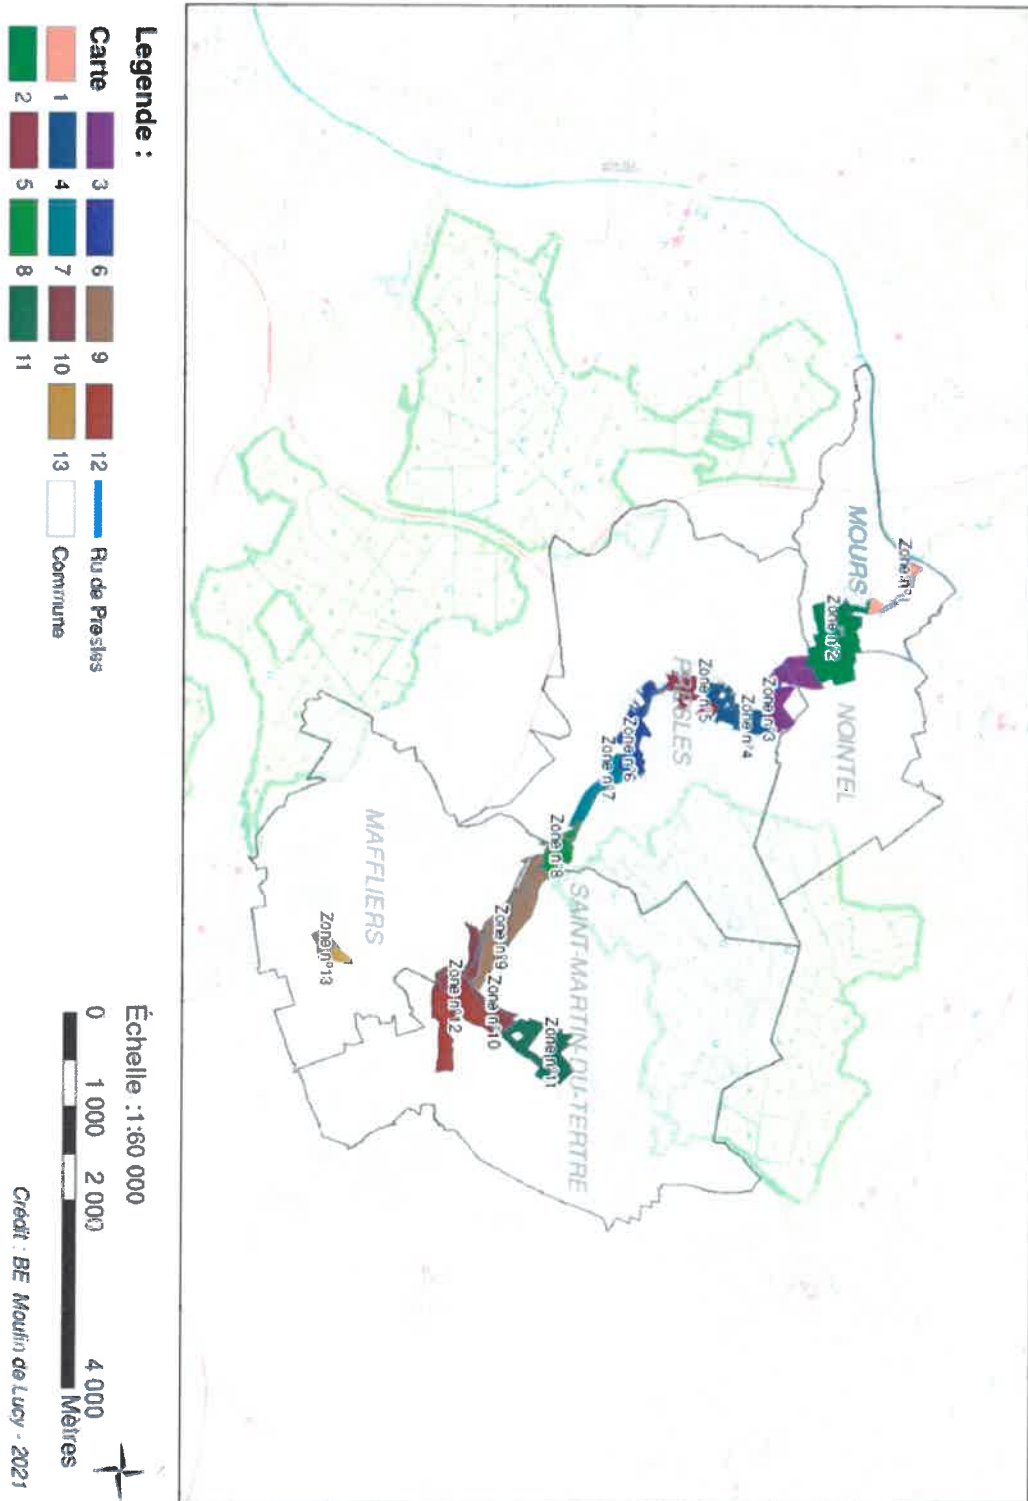 MOURS
Zone n°1
Zone n°2
NOINTEL
Zone n°3
Zone n°4
Zone n°5
PRESLES
Zone n°6
Zone n°7
Zone n°8
SAINT-MARTIN-DU-TERTRE
Zone n°9
Zone n°10
Zone n°11
Zone n°12
MAFFLIERS
Zone n°13
Legende :
Carte
1
2
3
4
5
6
7
8
9
10
11
12
13
Ru de Presles
Commune
Échelle :1:60 000
0 1 000 2 000 4 000
Mètres
Crédit : BE Moulin de Lucy - 2021